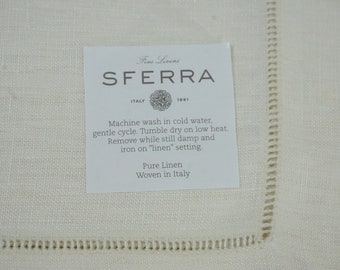 Fine Linens
SFERRA
ITALY 1891
Machine wash in cold water,
gentle cycle. Tumble dry on low heat.
Remove while still damp and
iron on "linen" setting.
Pure Linen
Woven in Italy